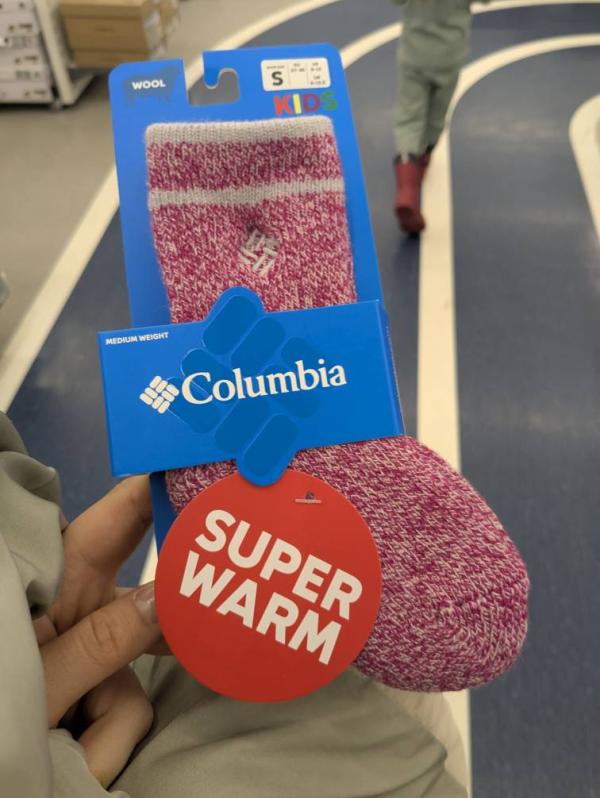 WOOL
S
KIDS
MEDIUM WEIGHT
Columbia
SUPER
WARM